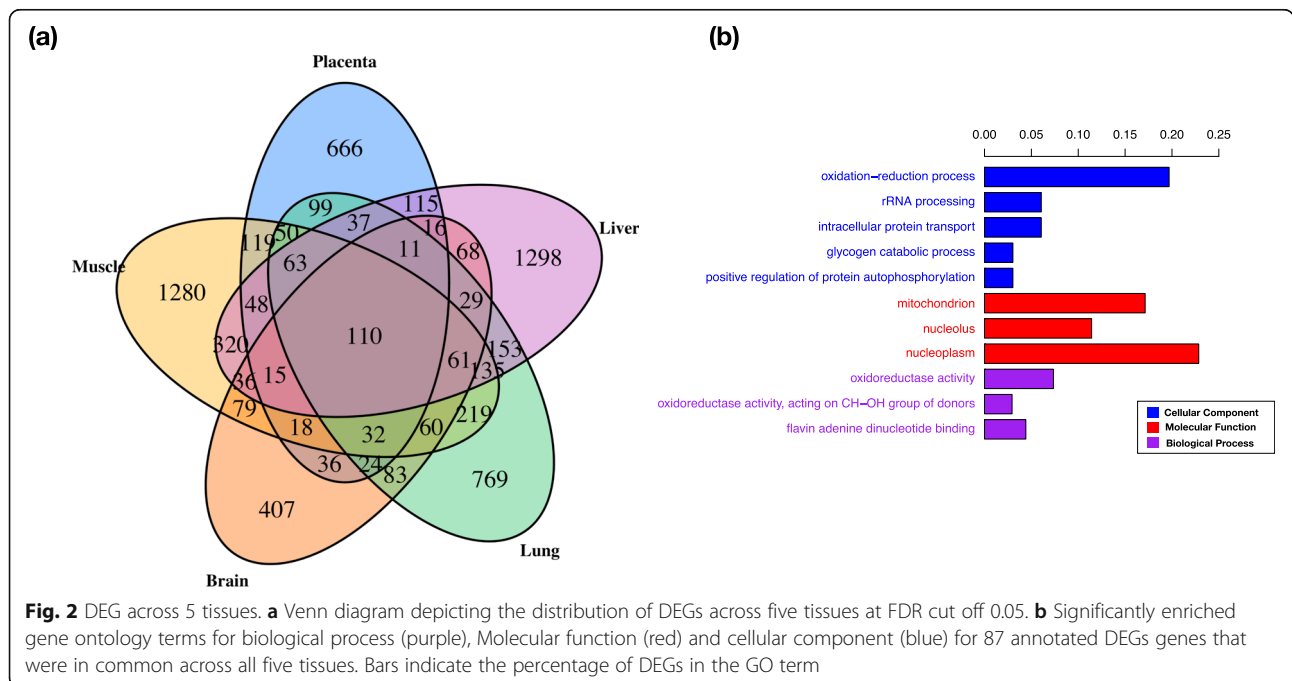 (a)
(b)
Placenta
666
Liver
1298
Muscle
1280
Brain
407
Lung
769
99
37
115
16
68
11
119
50
63
48
29
110
320
15
61
153
135
36
79
18
32
60
219
36
24
83
0.00 0.05 0.10 0.15 0.20 0.25
oxidation–reduction process
rRNA processing
intracellular protein transport
glycogen catabolic process
positive regulation of protein autophosphorylation
mitochondrion
nucleolus
nucleoplasm
oxidoreductase activity
oxidoreductase activity, acting on CH–OH group of donors
flavin adenine dinucleotide binding
Cellular Component
Molecular Function
Biological Process
Fig. 2 DEG across 5 tissues. a Venn diagram depicting the distribution of DEGs across five tissues at FDR cut off 0.05. b Significantly enriched
gene ontology terms for biological process (purple), Molecular function (red) and cellular component (blue) for 87 annotated DEGs genes that
were in common across all five tissues. Bars indicate the percentage of DEGs in the GO term